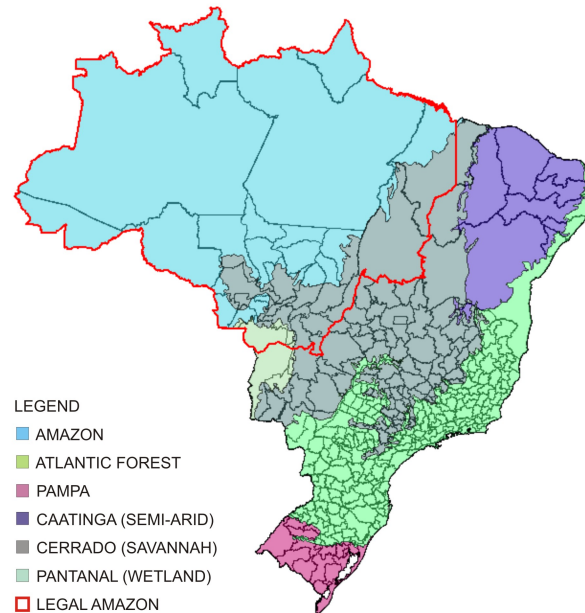 LEGEND
AMAZON
ATLANTIC FOREST
PAMPA
CAATINGA (SEMI-ARID)
CERRADO (SAVANNAH)
PANTANAL (WETLAND)
LEGAL AMAZON